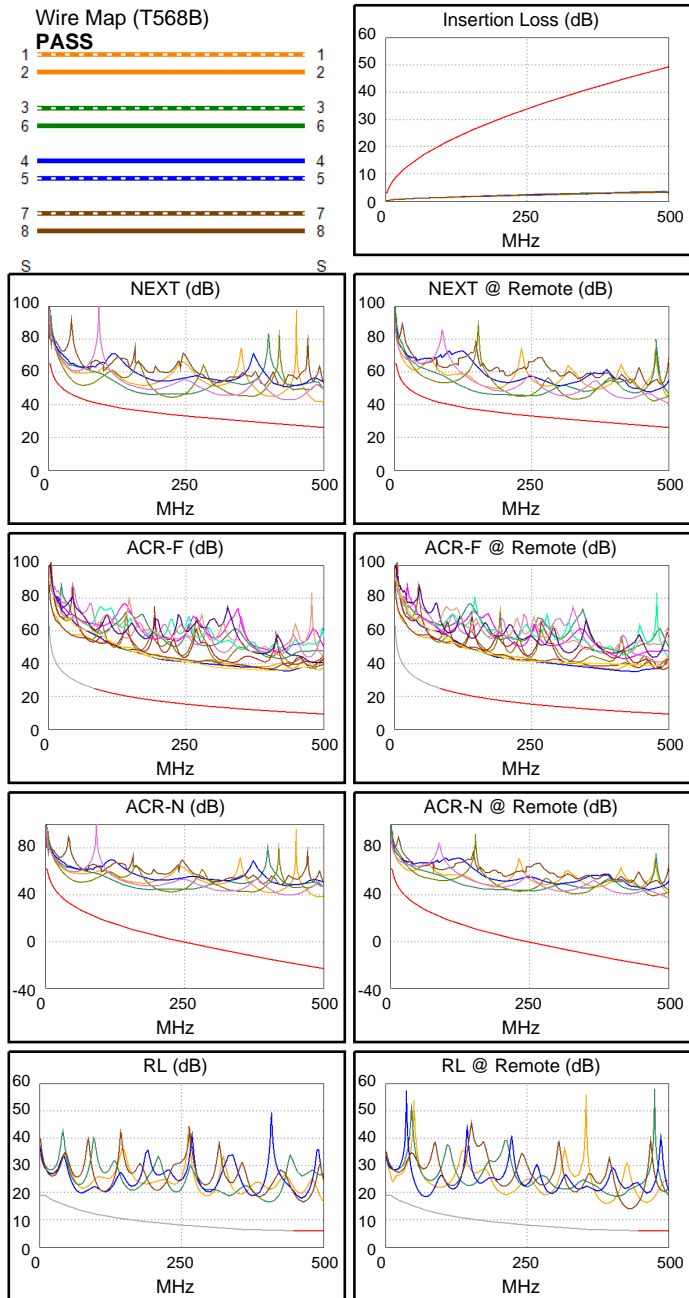 Wire Map (T568B)
PASS
1 1
2 2
3 3
6 6
4 4
5 5
7 7
8 8
S S
Insertion Loss (dB)
60
50
40
30
20
10
0
0 250 500
MHz
NEXT (dB)
100
80
60
40
20
0
0 250 500
MHz
NEXT @ Remote (dB)
100
80
60
40
20
0
0 250 500
MHz
ACR-F (dB)
100
80
60
40
20
0
0 250 500
MHz
ACR-F @ Remote (dB)
100
80
60
40
20
0
0 250 500
MHz
ACR-N (dB)
80
40
0
-40
0 250 500
MHz
ACR-N @ Remote (dB)
80
40
0
-40
0 250 500
MHz
RL (dB)
60
50
40
30
20
10
0
0 250 500
MHz
RL @ Remote (dB)
60
50
40
30
20
10
0
0 250 500
MHz